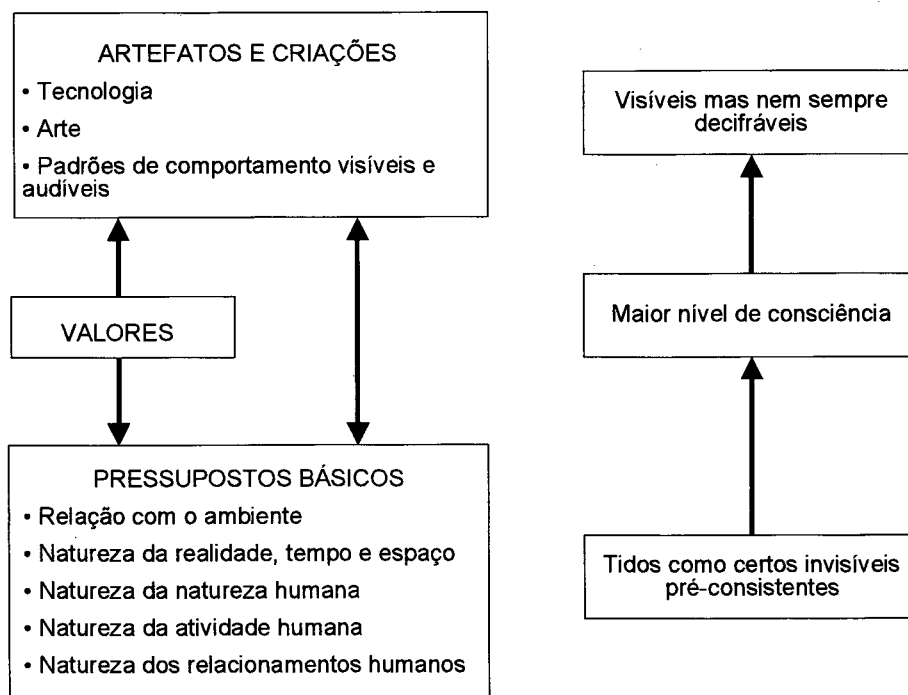 ARTEFATOS E CRIAÇÕES
• Tecnologia
• Arte
• Padrões de comportamento visíveis e
audíveis
VALORES
PRESSUPOSTOS BÁSICOS
• Relação com o ambiente
• Natureza da realidade, tempo e espaço
• Natureza da natureza humana
• Natureza da atividade humana
• Natureza dos relacionamentos humanos
Visíveis mas nem sempre
decifráveis
Maior nível de consciência
Tidos como certos invisíveis
pré-consistentes